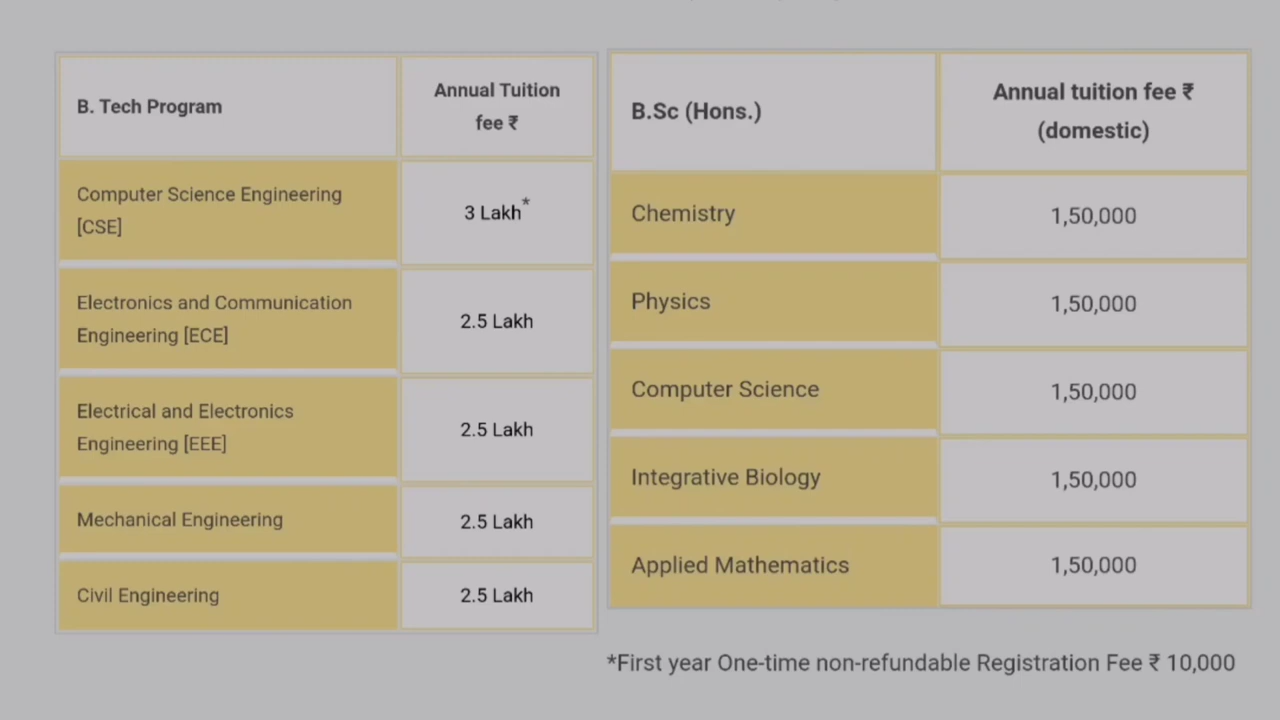 B. Tech Program
Annual Tuition
fee ₹
Computer Science Engineering
[CSE]
3 Lakh*
Electronics and Communication
Engineering [ECE]
2.5 Lakh
Electrical and Electronics
Engineering [EEE]
2.5 Lakh
Mechanical Engineering
2.5 Lakh
Civil Engineering
2.5 Lakh
B.Sc (Hons.)
Annual tuition fee ₹
(domestic)
Chemistry
1,50,000
Physics
1,50,000
Computer Science
1,50,000
Integrative Biology
1,50,000
Applied Mathematics
1,50,000
*First year One-time non-refundable Registration Fee ₹ 10,000